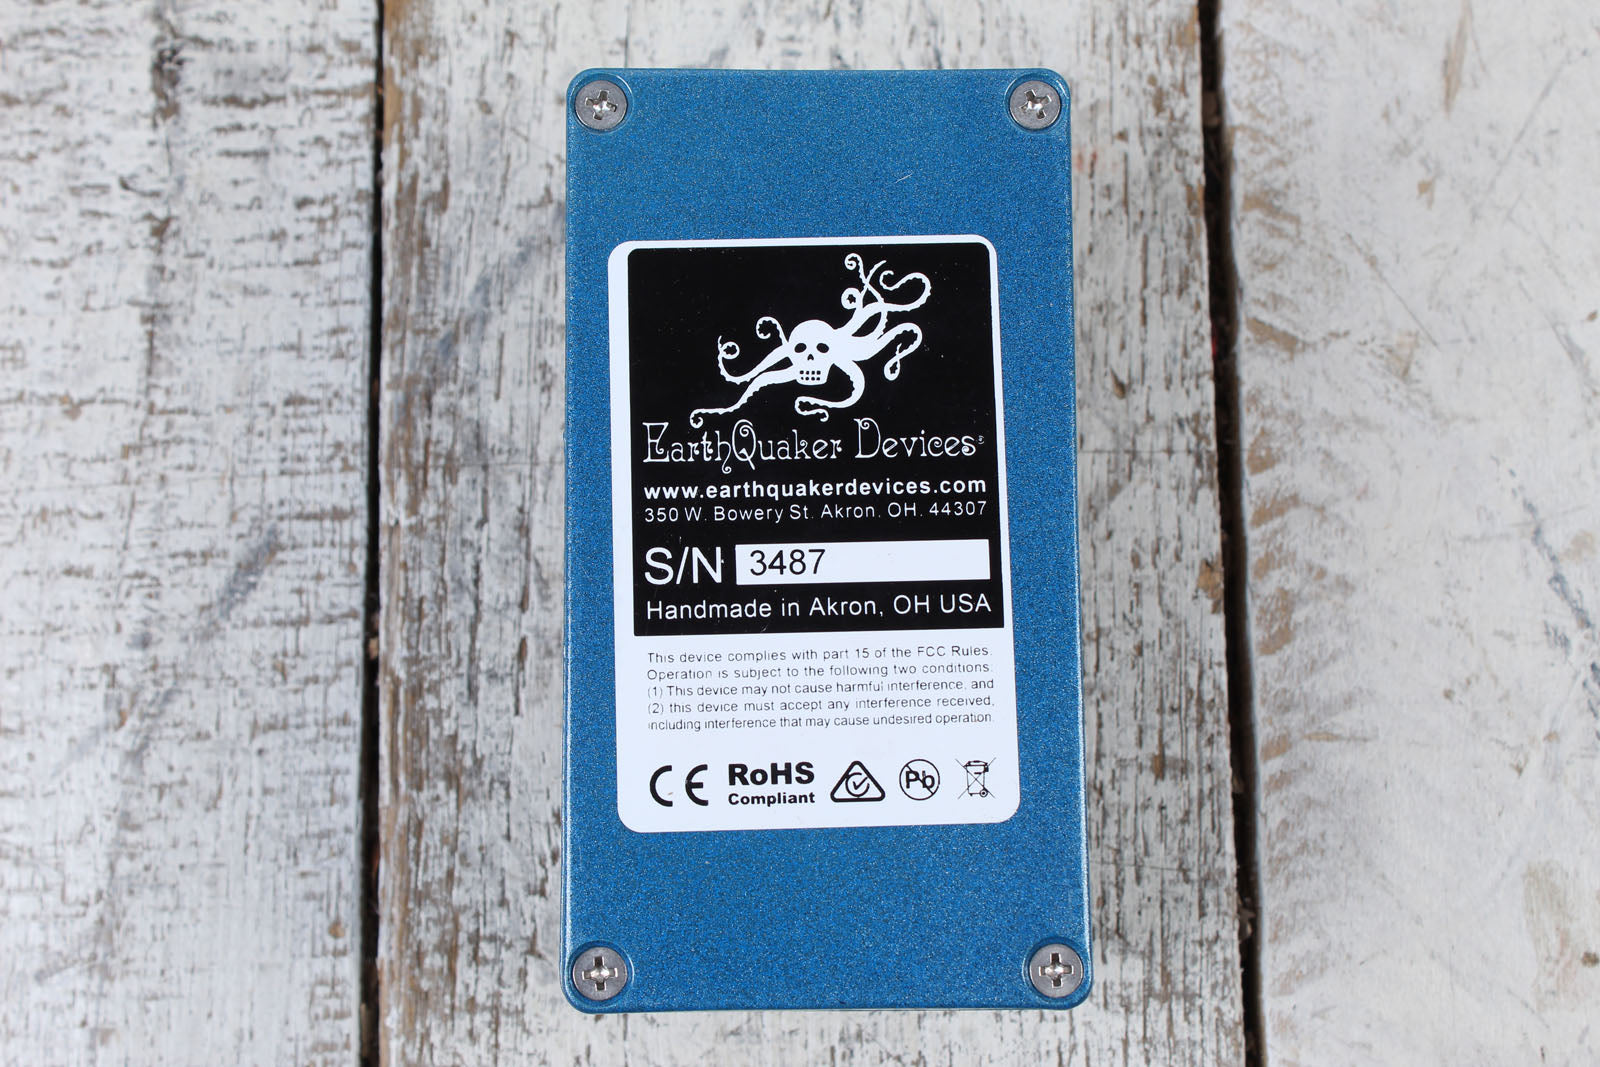 EarthQuaker Devices®
www.earthquakerdevices.com
350 W. Bowery St. Akron. OH. 44307
S/N 3487
Handmade in Akron, OH USA
This device complies with part 15 of the FCC Rules.
Operation is subject to the following two conditions:
(1) This device may not cause harmful interference, and
(2) this device must accept any interference received,
including interference that may cause undesired operation.
CE RoHS Pb
Compliant